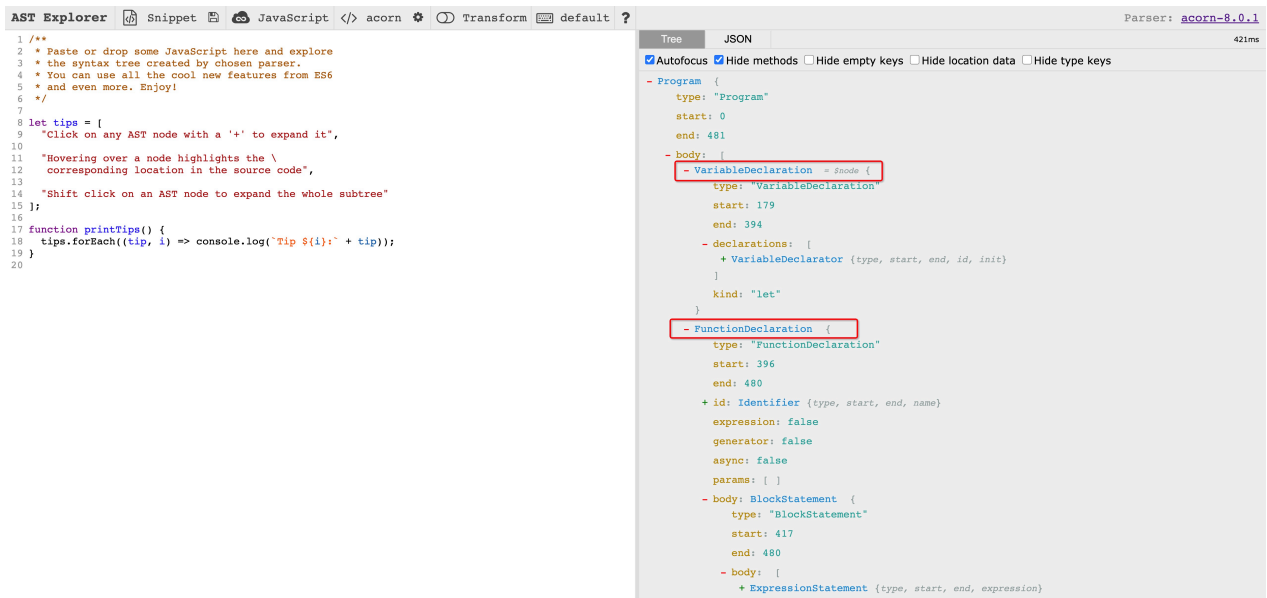 AST Explorer Snippet JavaScript </> acorn Transform default ? Parser: acorn-8.0.1
1 /**
2  * Paste or drop some JavaScript here and explore
3  * the syntax tree created by chosen parser.
4  * You can use all the cool new features from ES6
5  * and even more. Enjoy!
6  */
7
8 let tips = [
9   "Click on any AST node with a '+' to expand it",
10
11   "Hovering over a node highlights the \
12    corresponding location in the source code",
13
14   "Shift click on an AST node to expand the whole subtree"
15 ];
16
17 function printTips() {
18   tips.forEach((tip, i) => console.log(`Tip ${i}:` + tip));
19 }
20
Tree JSON 421ms
Autofocus Hide methods Hide empty keys Hide location data Hide type keys
- Program {
type: "Program"
start: 0
end: 481
- body: [
- VariableDeclaration = $node {
type: "VariableDeclaration"
start: 179
end: 394
- declarations: [
+ VariableDeclarator {type, start, end, id, init}
]
kind: "let"
}
- FunctionDeclaration {
type: "FunctionDeclaration"
start: 396
end: 480
+ id: Identifier {type, start, end, name}
expression: false
generator: false
async: false
params: [ ]
- body: BlockStatement {
type: "BlockStatement"
start: 417
end: 480
- body: [
+ ExpressionStatement {type, start, end, expression}